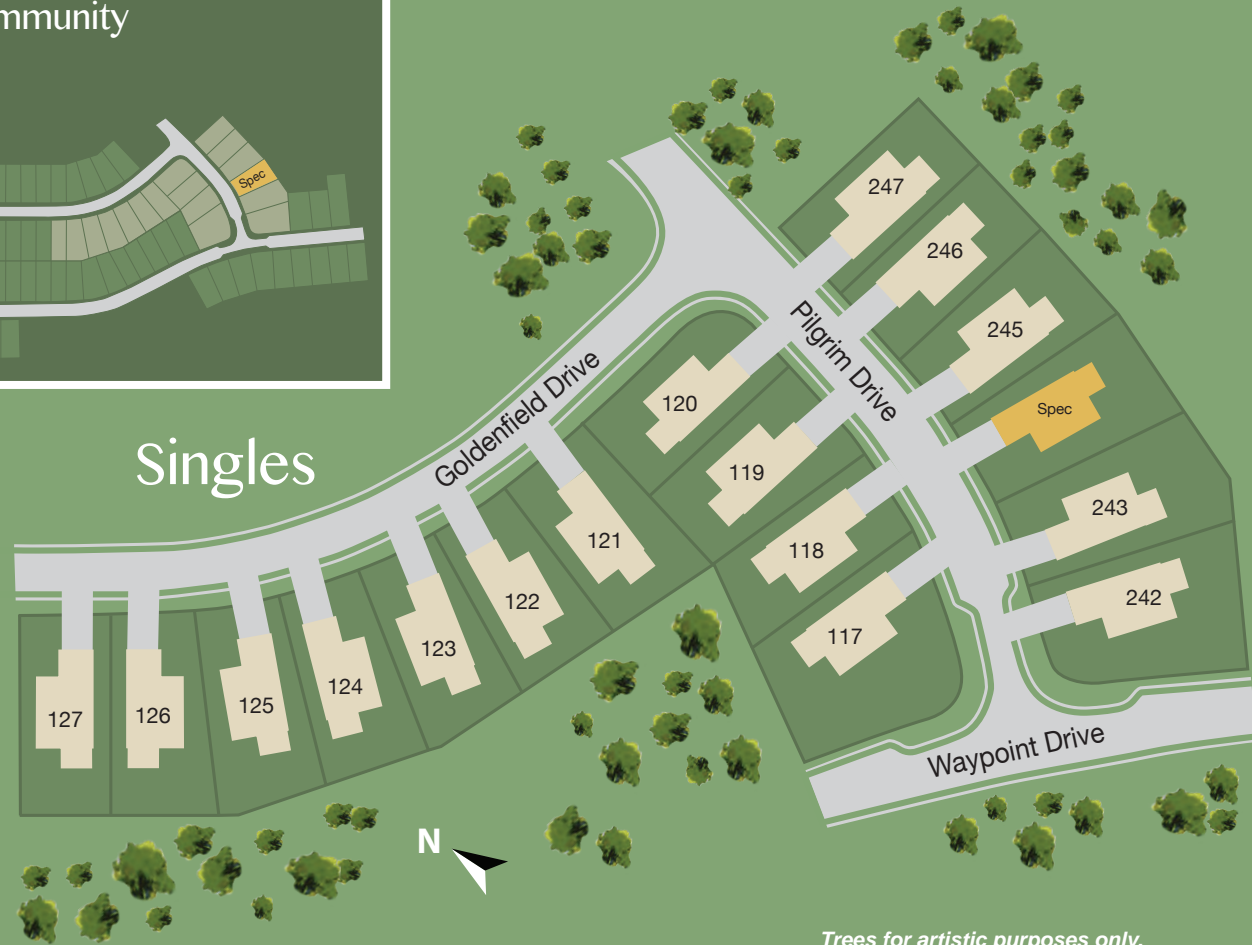 mmunity
Spec
247
246
245
Spec
243
242
Pilgrim Drive
120
119
118
117
Goldenfield Drive
Singles
121
122
123
124
125
126
127
Waypoint Drive
N
Trees for artistic purposes only.